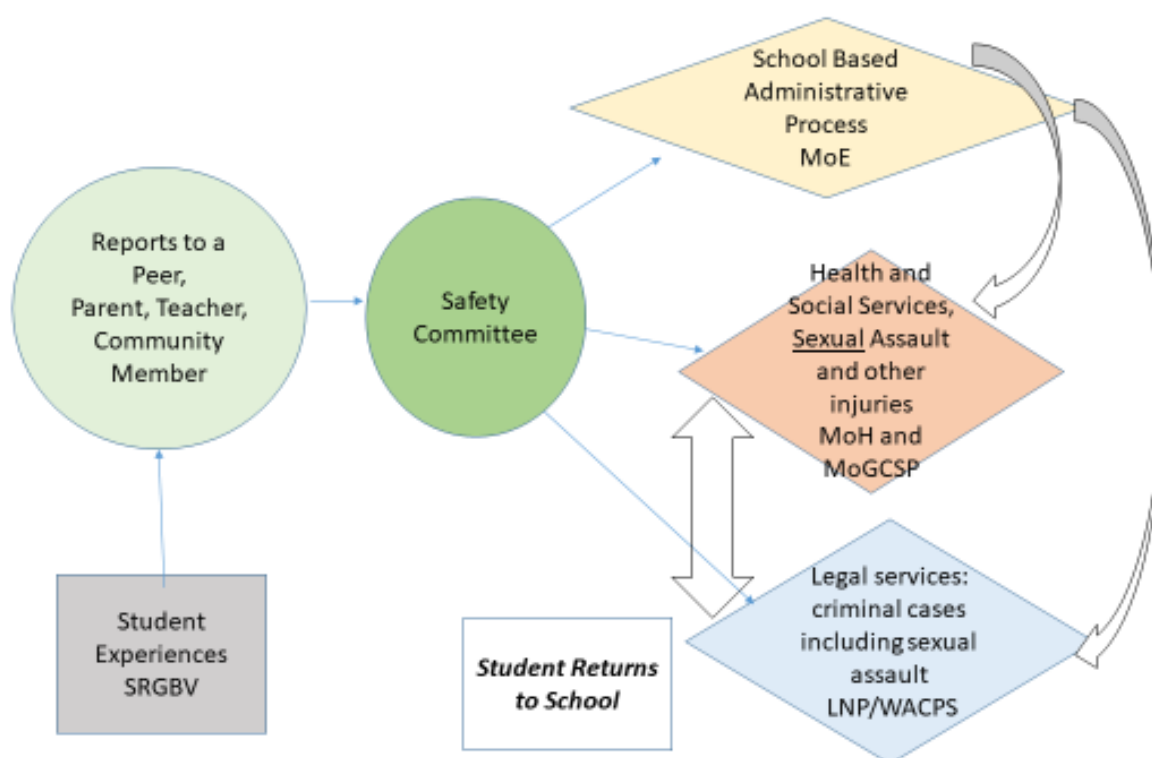 School Based
Administrative
Process
MoE
Reports to a
Peer,
Parent, Teacher,
Community
Member
Safety
Committee
Health and
Social Services,
Sexual Assault
and other
injuries
MoH and
MoGCSP
Student
Experiences
SRGBV
Student Returns
to School
Legal services:
criminal cases
including sexual
assault
LNP/WACPS